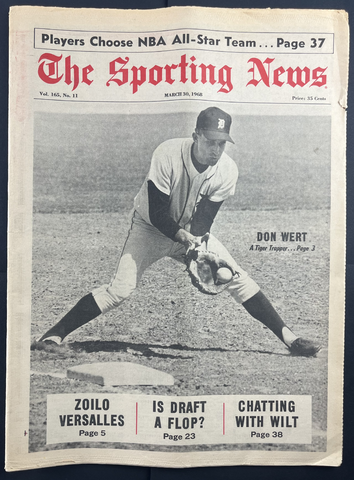 Players Choose NBA All-Star Team . . . Page 37
The Sporting News
Vol. 165, No. 11 MARCH 30, 1968 Price: 35 Cents
D
DON WERT
A Tiger Trapper . . . Page 3
ZOILO
VERSALLES
Page 5
IS DRAFT
A FLOP?
Page 23
CHATTING
WITH WILT
Page 38